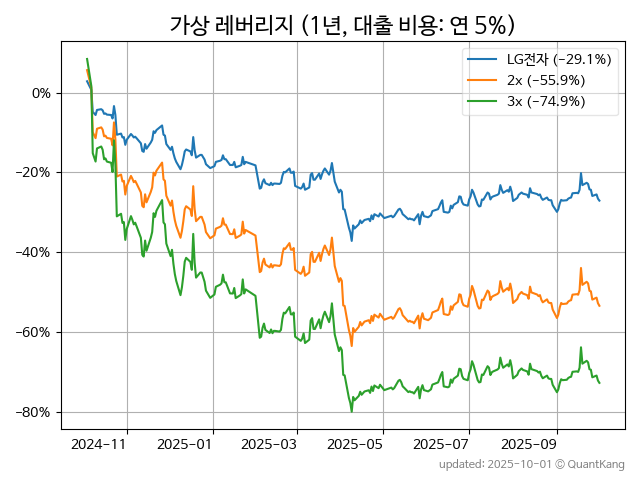 가상 레버리지 (1년, 대출 비용: 연 5%)
LG전자 (−29.1%)
2x (−55.9%)
3x (−74.9%)
0%
−20%
−40%
−60%
−80%
2024-11 2025-01 2025-03 2025-05 2025-07 2025-09
updated: 2025-10-01 © QuantKang